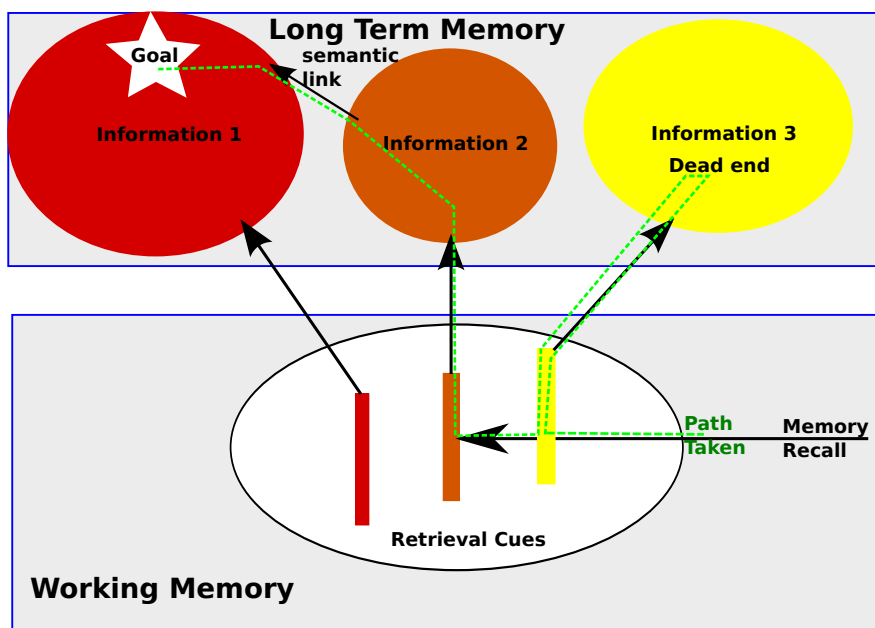 Long Term Memory
Goal
semantic
link
Information 1
Information 2
Information 3
Dead end
Path
Taken
Memory
Recall
Retrieval Cues
Working Memory